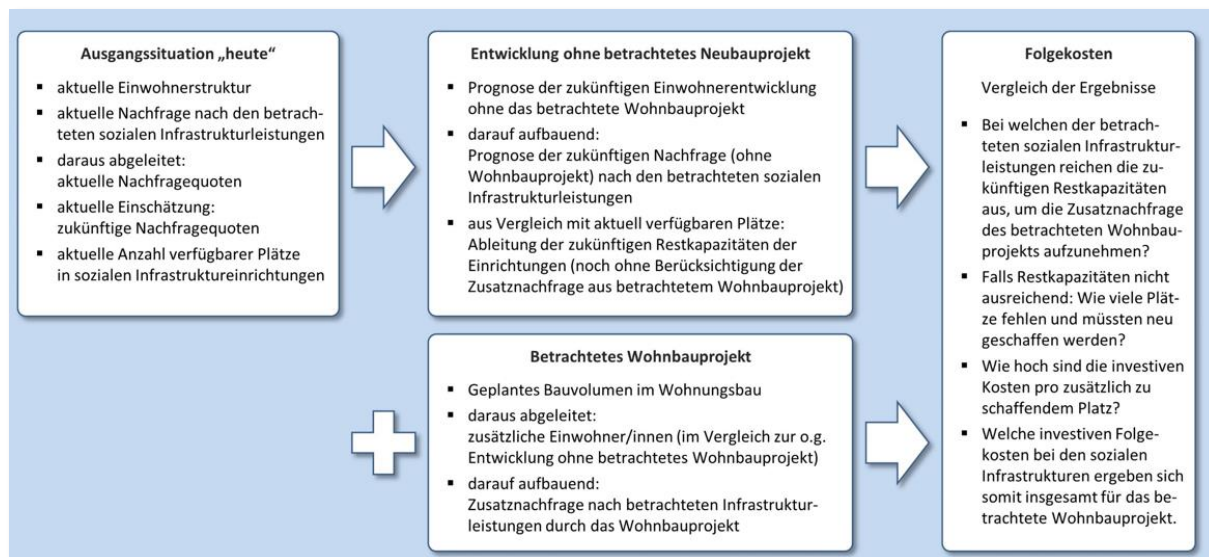 Ausgangssituation „heute“
▪ aktuelle Einwohnerstruktur
▪ aktuelle Nachfrage nach den betrach-
teten sozialen Infrastrukturleistungen
▪ daraus abgeleitet:
aktuelle Nachfragequoten
▪ aktuelle Einschätzung:
zukünftige Nachfragequoten
▪ aktuelle Anzahl verfügbarer Plätze
in sozialen Infrastruktureinrichtungen
Entwicklung ohne betrachtetes Neubauprojekt
▪ Prognose der zukünftigen Einwohnerentwicklung
ohne das betrachtete Wohnbauprojekt
▪ darauf aufbauend:
Prognose der zukünftigen Nachfrage (ohne
Wohnbauprojekt) nach den betrachteten sozialen
Infrastrukturleistungen
▪ aus Vergleich mit aktuell verfügbaren Plätze:
Ableitung der zukünftigen Restkapazitäten der
Einrichtungen (noch ohne Berücksichtigung der
Zusatznachfrage aus betrachtetem Wohnbauprojekt)
Betrachtetes Wohnbauprojekt
▪ Geplantes Bauvolumen im Wohnungsbau
▪ daraus abgeleitet:
zusätzliche Einwohner/innen (im Vergleich zur o.g.
Entwicklung ohne betrachtetes Wohnbauprojekt)
▪ darauf aufbauend:
Zusatznachfrage nach betrachteten Infrastruktur-
leistungen durch das Wohnbauprojekt
Folgekosten
Vergleich der Ergebnisse
▪ Bei welchen der betrach-
teten sozialen Infrastruktur-
leistungen reichen die zu-
künftigen Restkapazitäten
aus, um die Zusatznachfrage
des betrachteten Wohnbau-
projekts aufzunehmen?
▪ Falls Restkapazitäten nicht
ausreichend: Wie viele Plät-
ze fehlen und müssten neu
geschaffen werden?
▪ Wie hoch sind die investiven
Kosten pro zusätzlich zu
schaffendem Platz?
▪ Welche investiven Folge-
kosten bei den sozialen
Infrastrukturen ergeben sich
somit insgesamt für das be-
trachtete Wohnbauprojekt.